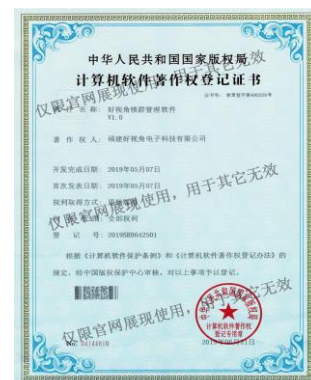 中华人民共和国国家版权局
计算机软件著作权登记证书
件名称: 好视角镜群管理软件
V1.0
著作权人: 福建好视角电子科技有限公司
开发完成日期: 2019年05月07日
首次发表日期: 2019年05月07日
权利取得方式:
全部权利
登记号: 2019SR0642501
根据《计算机软件保护条例》和《计算机软件著作权登记办法》的
规定,经中国版权保护中心审核,对以上事项予以登记。
计算机软件著作权
登记专用章
No. 04144819
仅限官网展现使用,用于其它无效
仅限官网展现使用,用于其它无效
仅限官网展现使用,用于其它无效